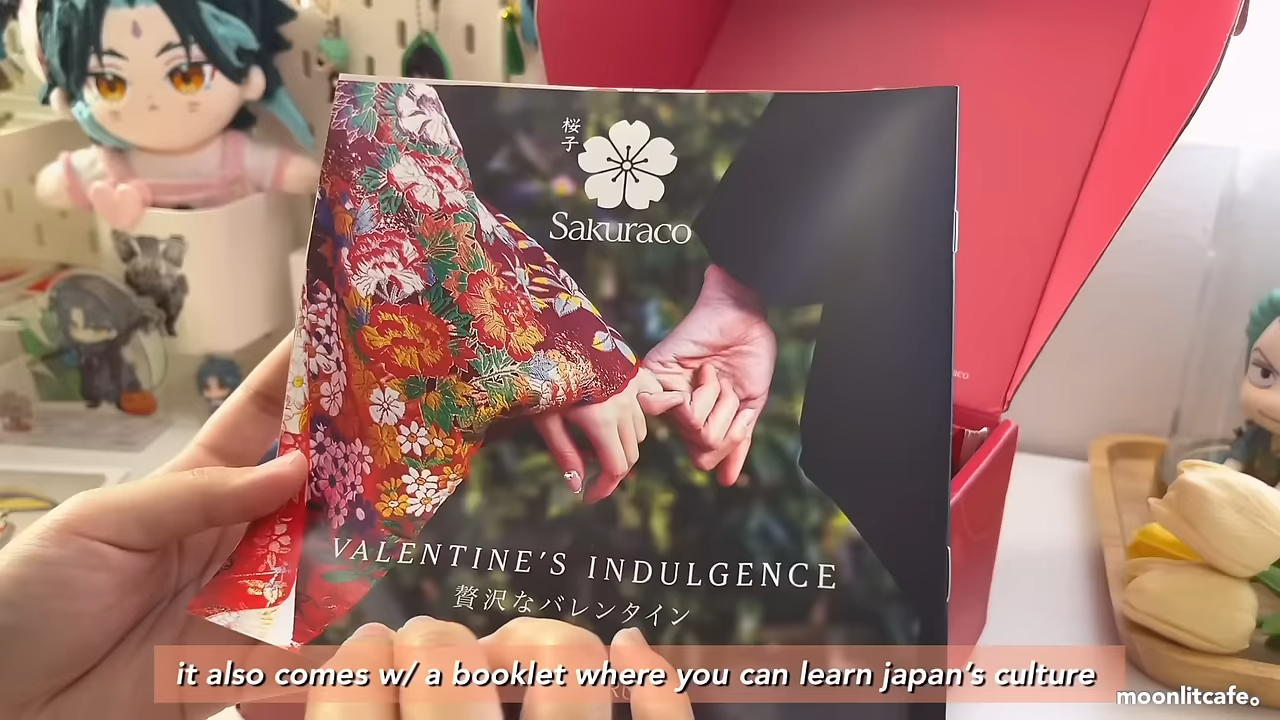 桜子
Sakuraco
VALENTINE'S INDULGENCE
贅沢なバレンタイン
it also comes w/ a booklet where you can learn japan's culture
moonlitcafe。